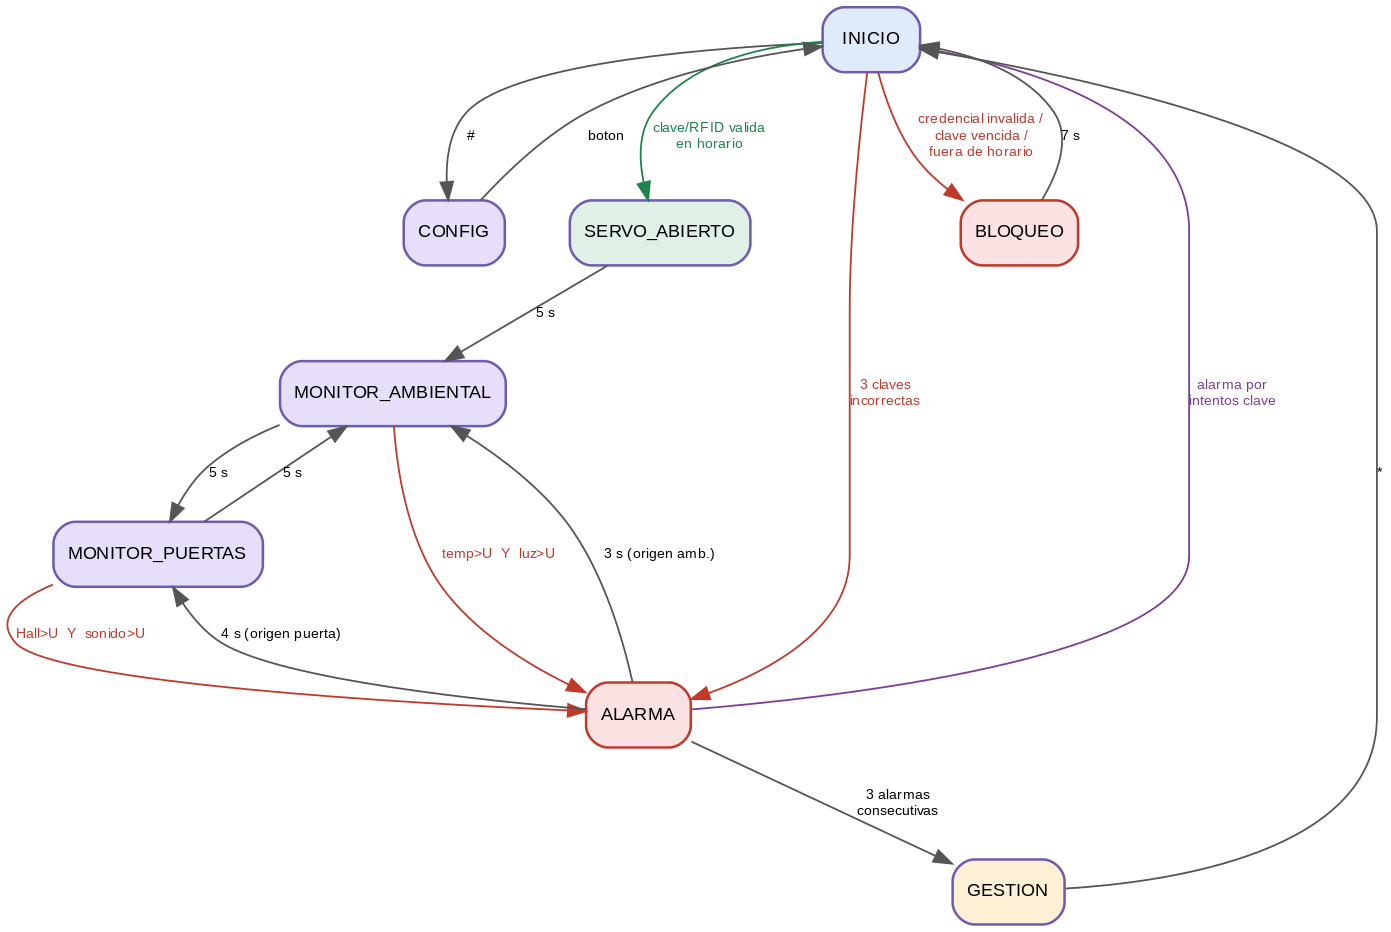 INICIO
credencial invalida /
clave vencida /
fuera de horario
clave/RFID valida
en horario
#
boton
7 s
CONFIG
SERVO_ABIERTO
BLOQUEO
5 s
MONITOR_AMBIENTAL
3 claves
incorrectas
alarma por
intentos clave
5 s
5 s
*
MONITOR_PUERTAS
temp>U  Y  luz>U
3 s (origen amb.)
Hall>U  Y  sonido>U
4 s (origen puerta)
ALARMA
3 alarmas
consecutivas
GESTION